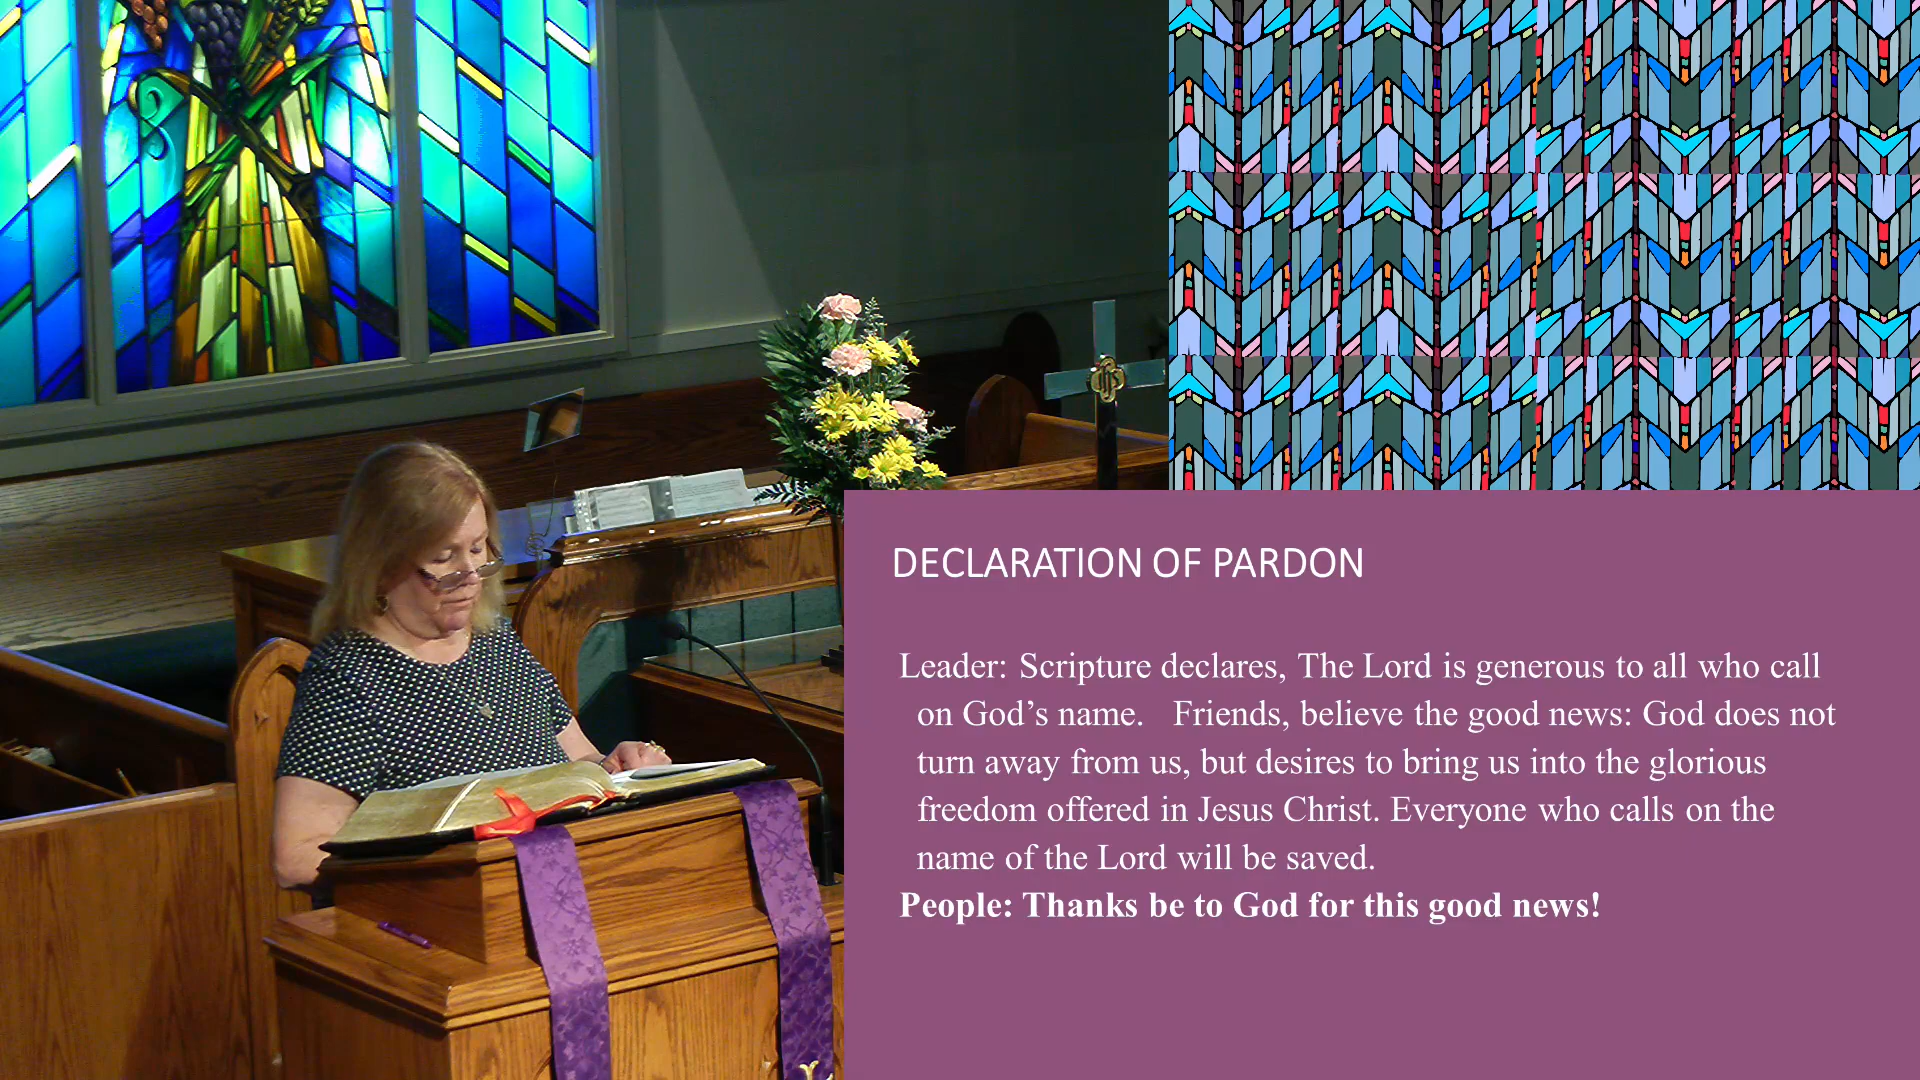 DECLARATION OF PARDON
Leader: Scripture declares, The Lord is generous to all who call
on God’s name.   Friends, believe the good news: God does not
turn away from us, but desires to bring us into the glorious
freedom offered in Jesus Christ. Everyone who calls on the
name of the Lord will be saved.
People: Thanks be to God for this good news!